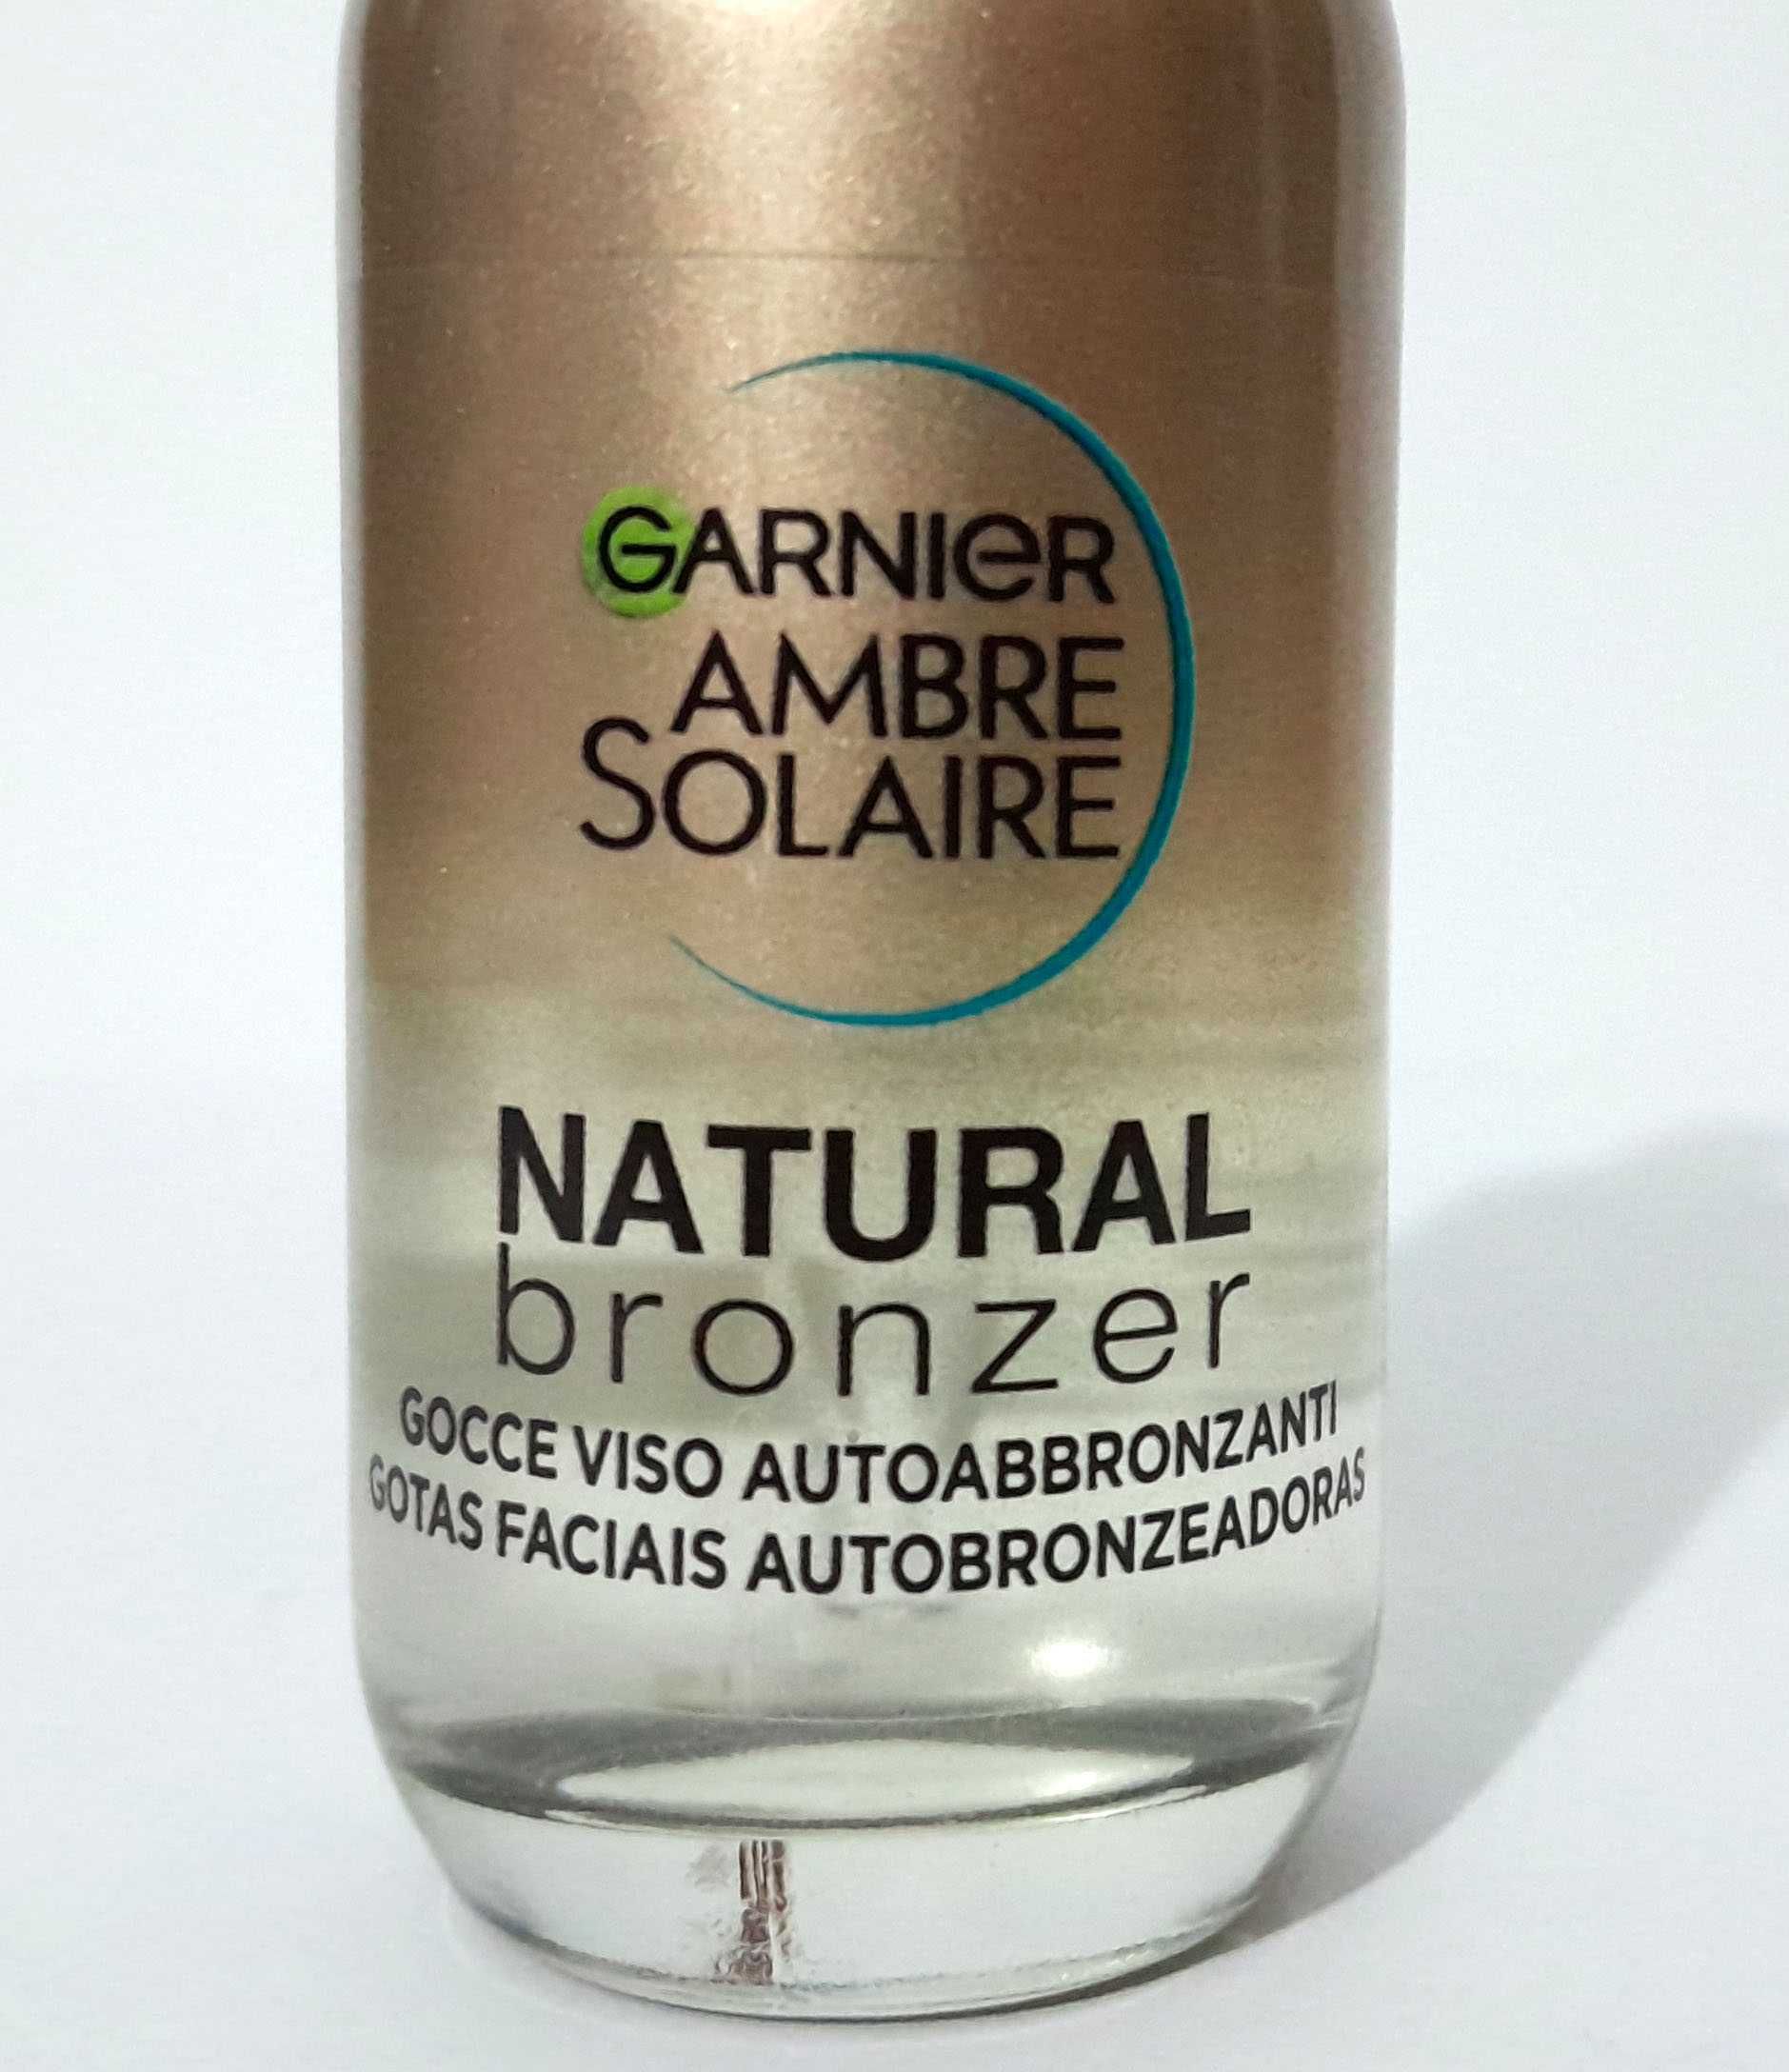 GARNIER
AMBRE
SOLAIRE
NATURAL
bronzer
GOCCE VISO AUTOABBRONZANTI
GOTAS FACIAIS AUTOBRONZEADORAS